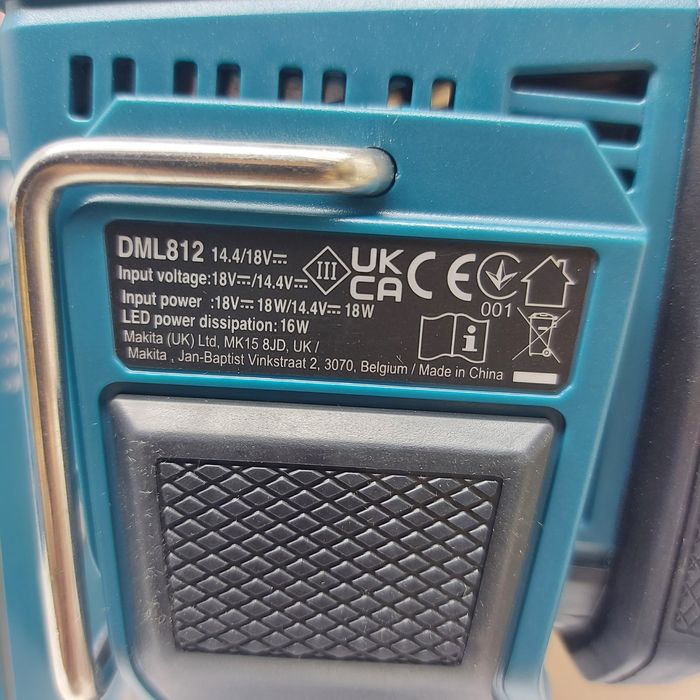 DML812 14.4/18V⎓
Input voltage:18V⎓/14.4V⎓
Input power :18V⎓ 18W/14.4V⎓ 18W
LED power dissipation: 16W
Makita (UK) Ltd, MK15 8JD, UK /
Makita , Jan-Baptist Vinkstraat 2, 3070, Belgium / Made in China
III
UK
CA
CE
001
i